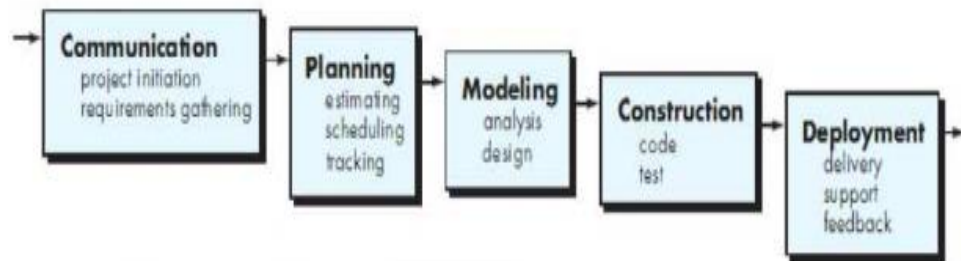 Communication
project initiation
requirements gathering
Planning
estimating
scheduling
tracking
Modeling
analysis
design
Construction
code
test
Deployment
delivery
support
feedback